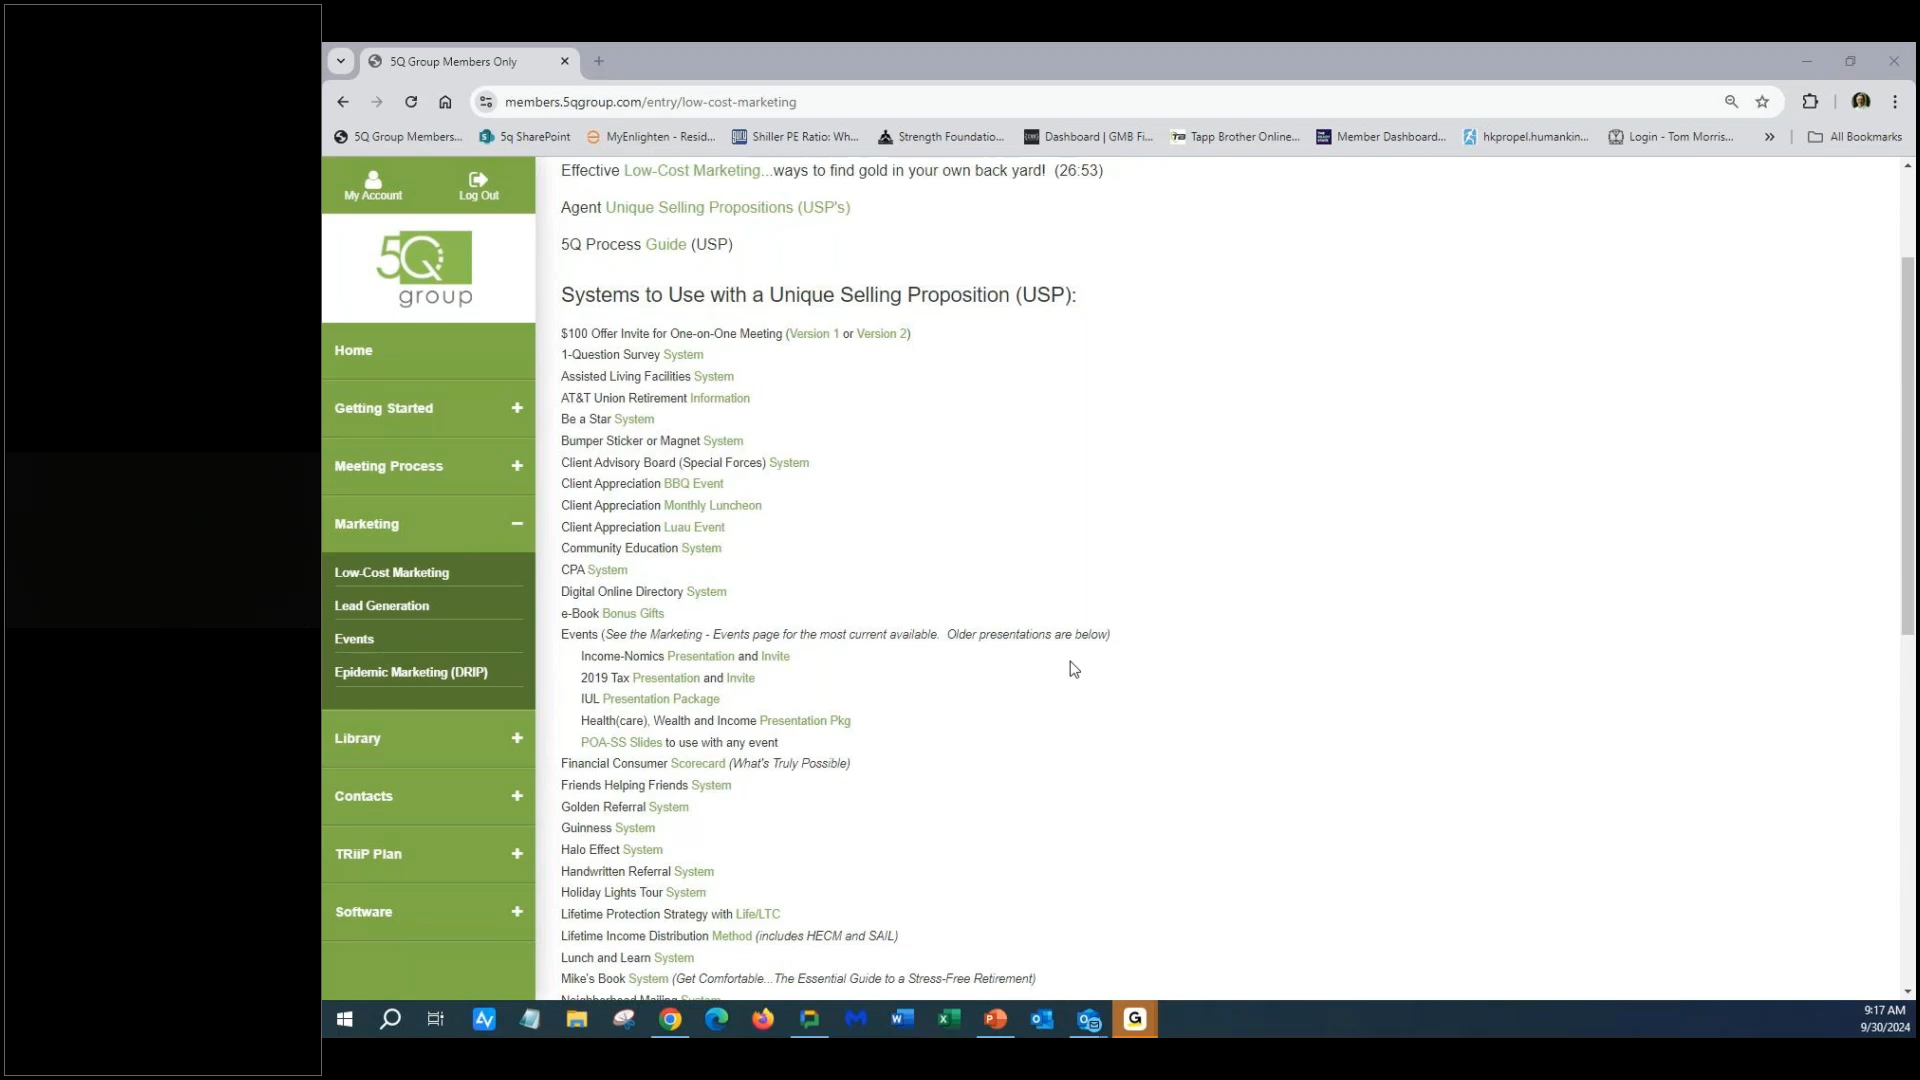 5Q Group Members Only
members.5qgroup.com/entry/low-cost-marketing
5Q Group Members... 5q SharePoint MyEnlighten - Resid... Shiller PE Ratio: Wh... Strength Foundatio... Dashboard | GMB Fi... Tapp Brother Online... Member Dashboard... hkpropel.humankin... Login - Tom Morris... » All Bookmarks
My Account Log Out
5Q group
Home
Getting Started +
Meeting Process +
Marketing −
Low-Cost Marketing
Lead Generation
Events
Epidemic Marketing (DRIP)
Library +
Contacts +
TRiiP Plan +
Software +
Effective Low-Cost Marketing...ways to find gold in your own back yard! (26:53)
Agent Unique Selling Propositions (USP's)
5Q Process Guide (USP)
Systems to Use with a Unique Selling Proposition (USP):
$100 Offer Invite for One-on-One Meeting (Version 1 or Version 2)
1-Question Survey System
Assisted Living Facilities System
AT&T Union Retirement Information
Be a Star System
Bumper Sticker or Magnet System
Client Advisory Board (Special Forces) System
Client Appreciation BBQ Event
Client Appreciation Monthly Luncheon
Client Appreciation Luau Event
Community Education System
CPA System
Digital Online Directory System
e-Book Bonus Gifts
Events (See the Marketing - Events page for the most current available. Older presentations are below)
Income-Nomics Presentation and Invite
2019 Tax Presentation and Invite
IUL Presentation Package
Health(care), Wealth and Income Presentation Pkg
POA-SS Slides to use with any event
Financial Consumer Scorecard (What's Truly Possible)
Friends Helping Friends System
Golden Referral System
Guinness System
Halo Effect System
Handwritten Referral System
Holiday Lights Tour System
Lifetime Protection Strategy with Life/LTC
Lifetime Income Distribution Method (includes HECM and SAIL)
Lunch and Learn System
Mike's Book System (Get Comfortable...The Essential Guide to a Stress-Free Retirement)
Neighborhood Mailing System
9:17 AM
9/30/2024